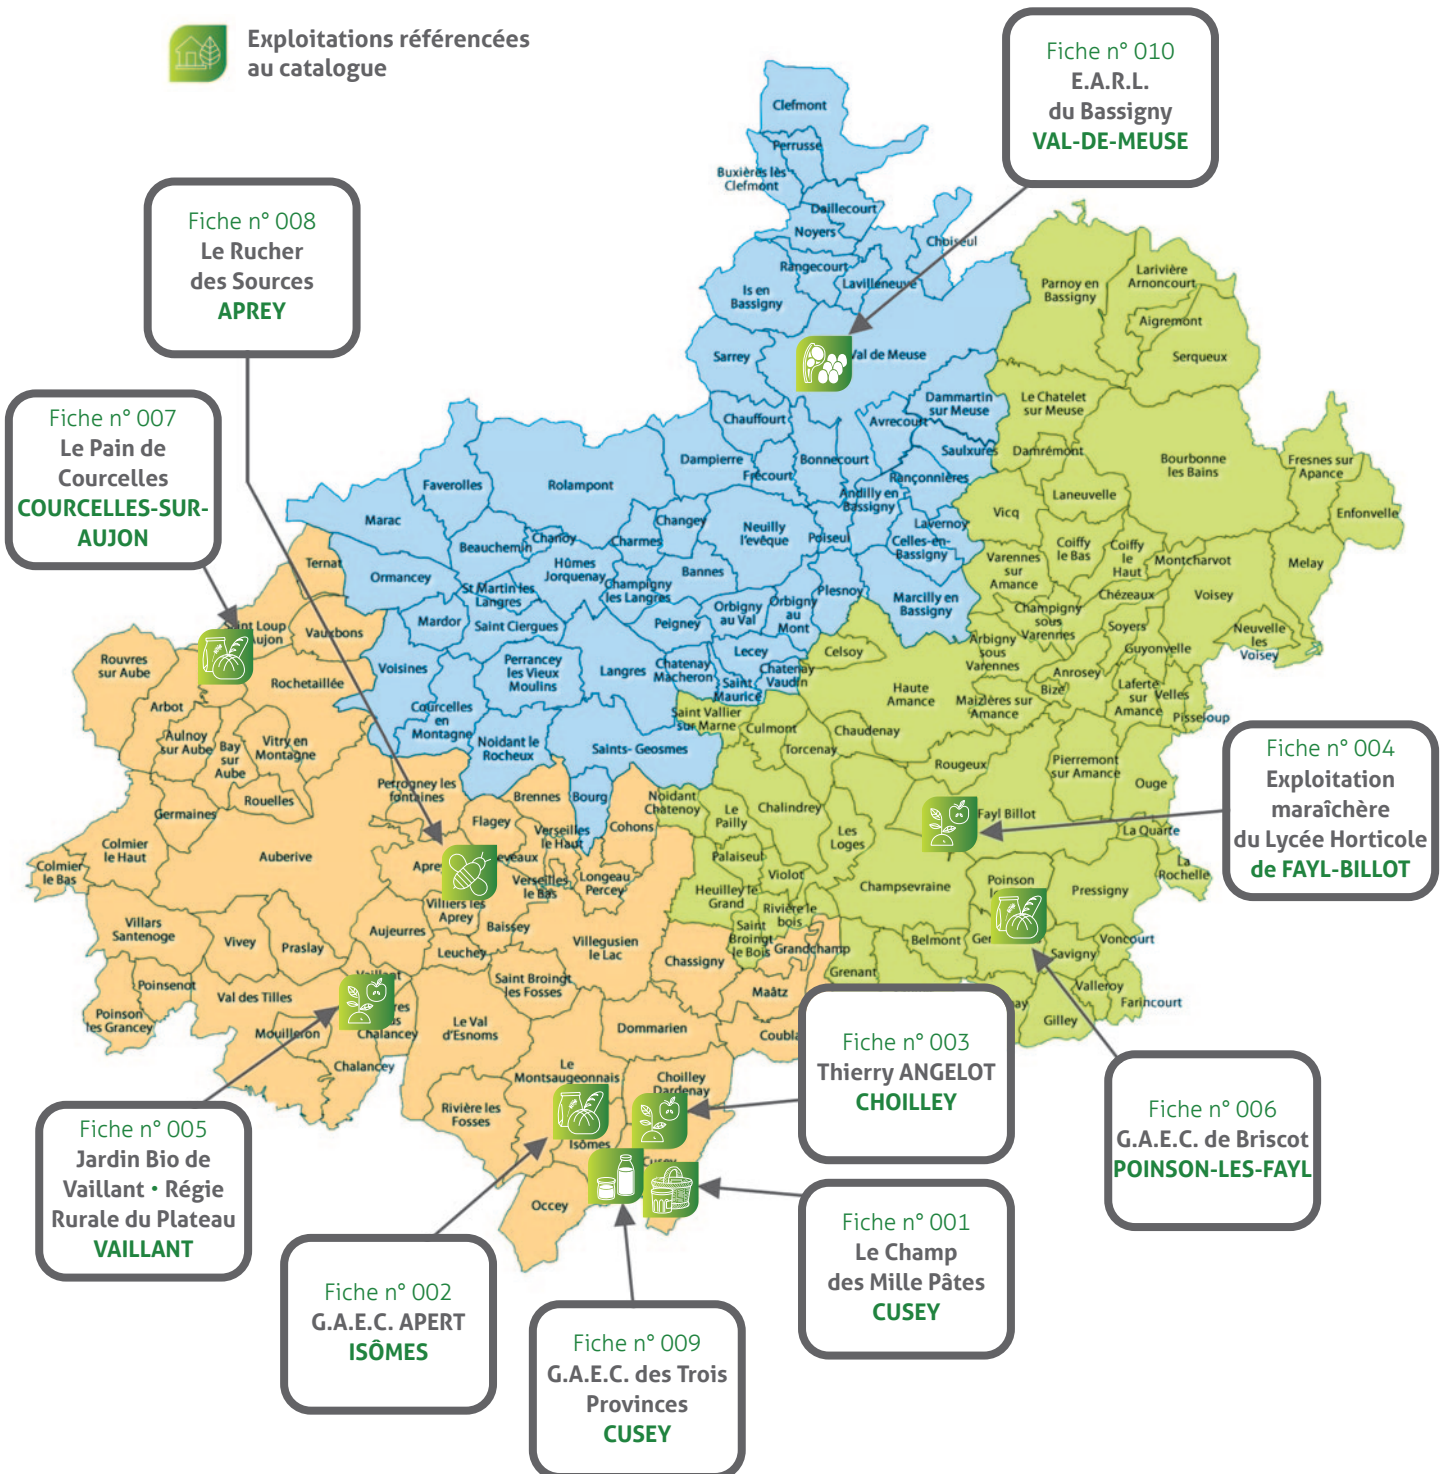 Exploitations référencées
au catalogue
Fiche n° 010
E.A.R.L.
du Bassigny
VAL-DE-MEUSE
Fiche n° 008
Le Rucher
des Sources
APREY
Fiche n° 007
Le Pain de
Courcelles
COURCELLES-SUR-
AUJON
Clefmont
Perrusse
Buxières lès
Clefmont
Daillecourt
Noyers
Choiseul
Rangecourt
Lavilleneuve
Is en
Bassigny
Sarrey
Val de Meuse
Parnoy en
Bassigny
Larivière
Arnoncourt
Aigremont
Serqueux
Le Chatelet
sur Meuse
Dammartin
sur Meuse
Chauffourt
Avrecourt
Saulxures
Damrémont
Bourbonne
les Bains
Fresnes sur
Apance
Enfonvelle
Dampierre
Frécourt
Bonnecourt
Rançonnières
Laneuvelle
Vicq
Faverolles
Rolampont
Andilly en
Bassigny
Lavernoy
Marac
Changey
Neuilly
l'evêque
Poiseul
Celles-en-
Bassigny
Coiffy
le Bas
Coiffy
le
Haut
Montcharvot
Melay
Beauchemin
Chanoy
Charmes
Varennes
sur
Amance
Ternat
Ormancey
Hûmes
Jorquenay
Bannes
Champigny
les Langres
St Martin les
Langres
Plesnoy
Marcilly en
Bassigny
Chézeaux
Voisey
Champigny
sous
Varennes
Orbigny
au Val
Orbigny
au
Mont
Mardor
Saint Ciergues
Peigney
Soyers
Neuvelle
les
Voisey
Saint Loup
Aujon
Vauxbons
Arbigny
sous
Varennes
Guyonvelle
Rouvres
sur Aube
Voisines
Perrancey
les Vieux
Moulins
Langres
Chatenay
Macheron
Lecey
Chatenay
Vaudin
Saint
Maurice
Celsoy
Anrosey
Bize
Laferte
sur
Amance
Velles
Pisseloup
Rochetaillée
Haute
Amance
Maizières sur
Amance
Arbot
Courcelles
en
Montagne
Saint Vallier
sur Marne
Culmont
Chaudenay
Aulnoy
sur Aube
Bay
sur
Aube
Vitry en
Montagne
Noidant le
Rocheux
Saints- Geosmes
Torcenay
Rougeux
Pierremont
sur Amance
Ouge
Rouelles
Perrogney les
fontaines
Brennes
Bourg
Noidant
Chatenoy
Le
Pailly
Chalindrey
Fayl Billot
Germaines
Flagey
Verseilles
le Haut
Cohons
Les
Loges
La Quarte
Colmier
le Haut
Colmier
le Bas
Auberive
Palaiseul
La
Rochelle
Verseilles
le Bas
Longeau
Percey
Heuilley le
Grand
Violot
Champsevraine
Poinson
Pressigny
Villiers les
Aprey
Rivière le
bois
Villars
Santenoge
Vivey
Praslay
Aujeurres
Baissey
Villegusien
le Lac
Saint
Broingt
le Bois
Grandchamp
Belmont
Voncourt
Savigny
Leuchey
Chassigny
Grenant
Poinsenot
Val des Tilles
Saint Broingt
les Fosses
Maâtz
Valleroy
Farincourt
Gilley
Poinson
les Grancey
Mouilleron
Chalancey
Le Val
d'Esnoms
Dommarien
Chalancey
Le
Montsaugeonnais
Choilley
Dardenay
Rivière les
Fosses
Isômes
Cusey
Occey
Fiche n° 004
Exploitation
maraîchère
du Lycée Horticole
de FAYL-BILLOT
Fiche n° 003
Thierry ANGELOT
CHOILLEY
Fiche n° 006
G.A.E.C. de Briscot
POINSON-LES-FAYL
Fiche n° 005
Jardin Bio de
Vaillant • Régie
Rurale du Plateau
VAILLANT
Fiche n° 001
Le Champ
des Mille Pâtes
CUSEY
Fiche n° 002
G.A.E.C. APERT
ISÔMES
Fiche n° 009
G.A.E.C. des Trois
Provinces
CUSEY